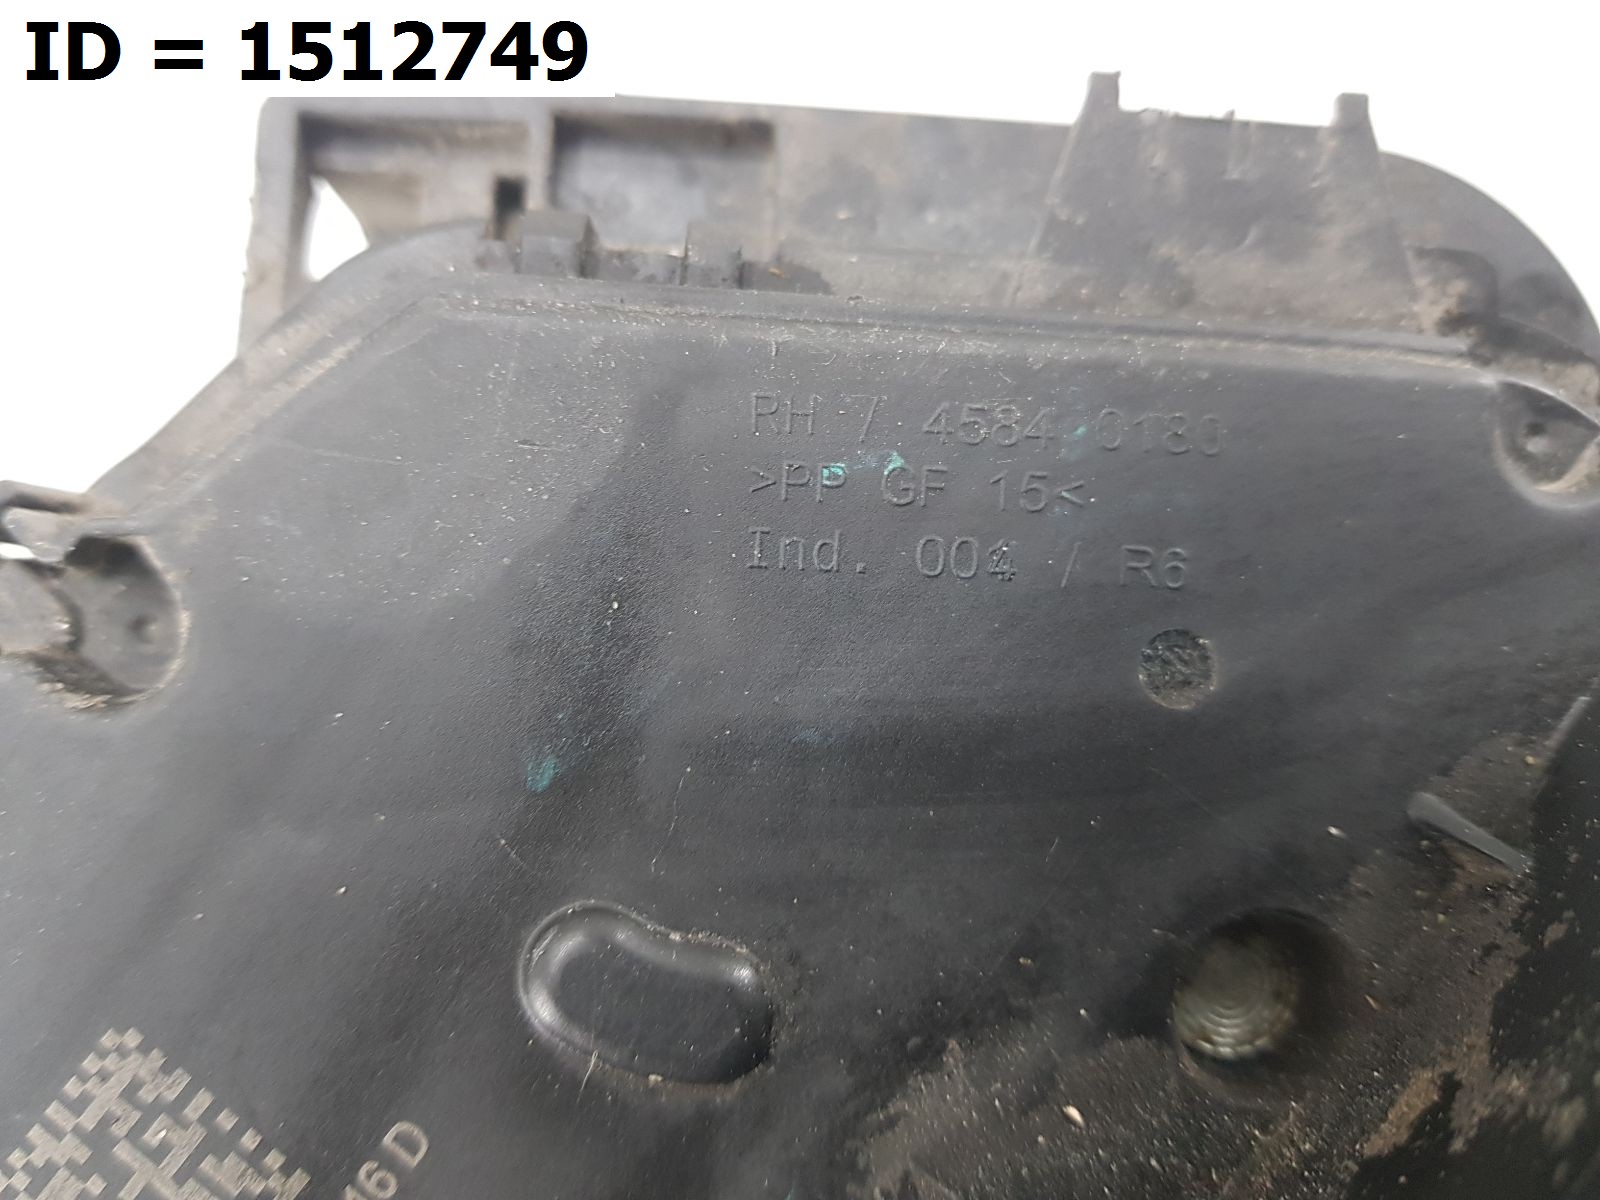 ID = 1512749
RH 7 4584 0180
>PP GF 15<
Ind. 004 / R6